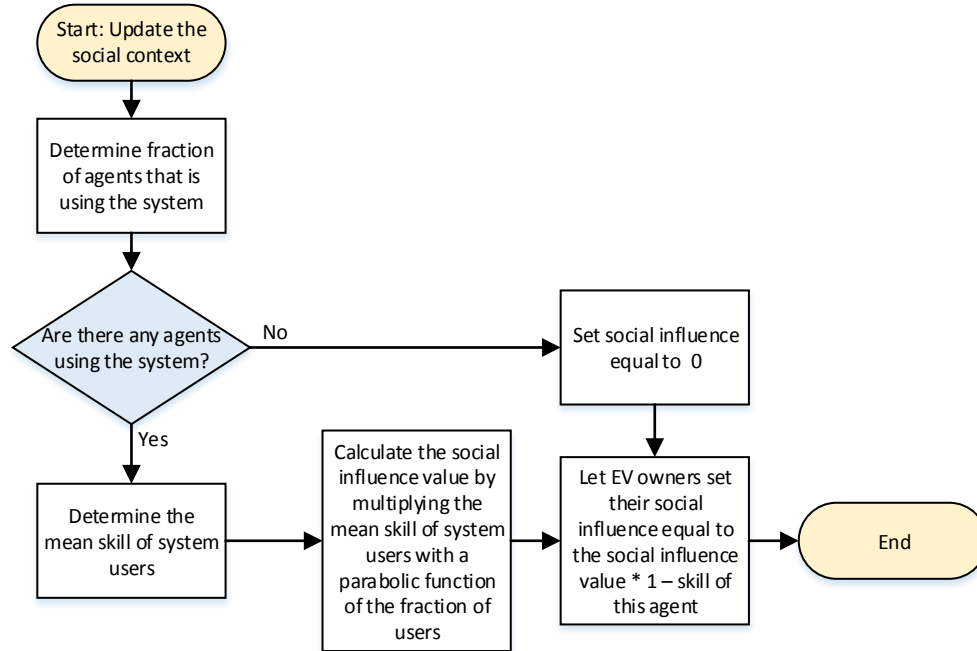 Start: Update the
social context
Determine fraction
of agents that is
using the system
Are there any agents
using the system?
No
Set social influence
equal to  0
Yes
Determine the
mean skill of system
users
Calculate the social
influence value by
multiplying the
mean skill of system
users with a
parabolic function
of the fraction of
users
Let EV owners set
their social
influence equal to
the social influence
value * 1 – skill of
this agent
End